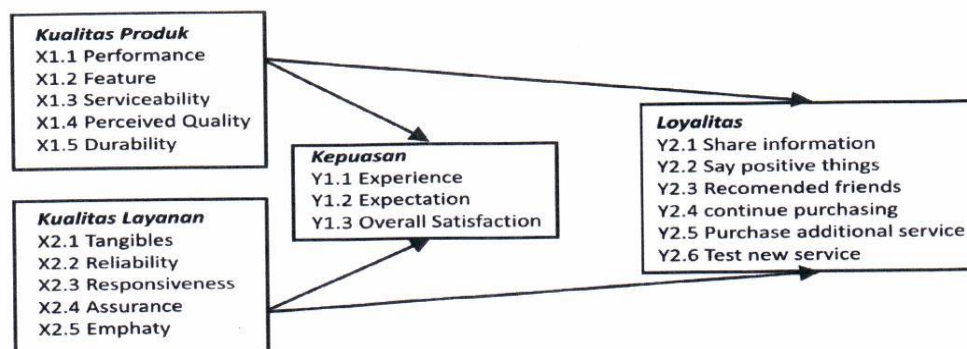 Kualitas Produk
X1.1 Performance
X1.2 Feature
X1.3 Serviceability
X1.4 Perceived Quality
X1.5 Durability
Kualitas Layanan
X2.1 Tangibles
X2.2 Reliability
X2.3 Responsiveness
X2.4 Assurance
X2.5 Emphaty
Kepuasan
Y1.1 Experience
Y1.2 Expectation
Y1.3 Overall Satisfaction
Loyalitas
Y2.1 Share information
Y2.2 Say positive things
Y2.3 Recomended friends
Y2.4 continue purchasing
Y2.5 Purchase additional service
Y2.6 Test new service